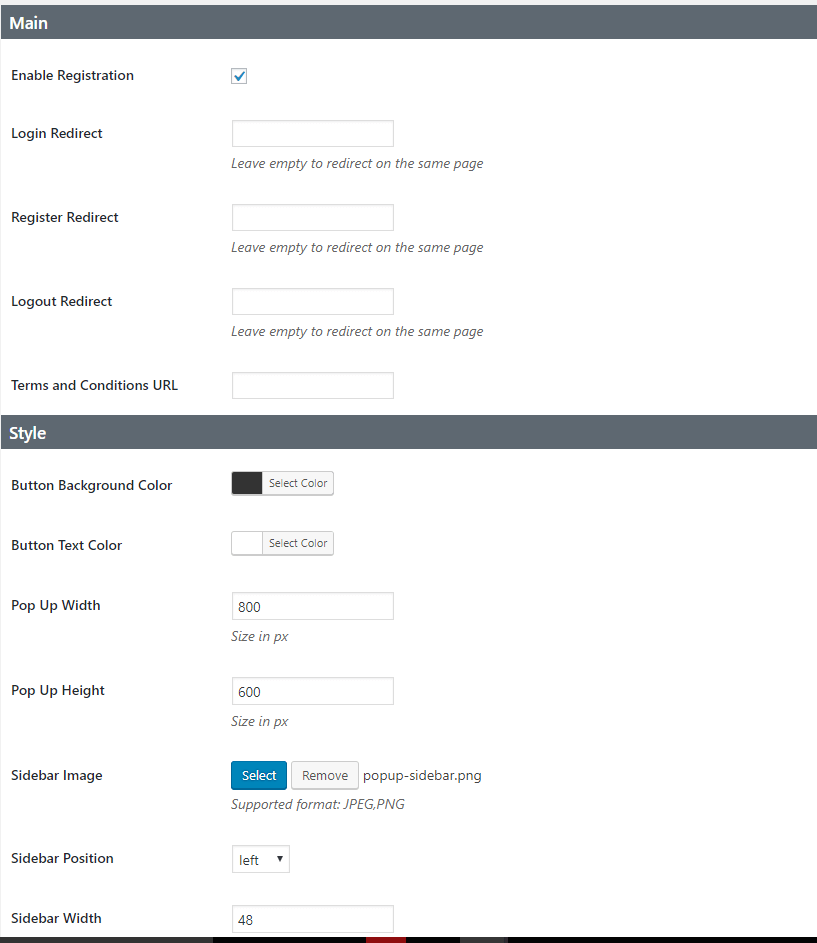 Main
Enable Registration
Login Redirect
Leave empty to redirect on the same page
Register Redirect
Leave empty to redirect on the same page
Logout Redirect
Leave empty to redirect on the same page
Terms and Conditions URL
Style
Button Background Color Select Color
Button Text Color Select Color
Pop Up Width 800
Size in px
Pop Up Height 600
Size in px
Sidebar Image Select Remove popup-sidebar.png
Supported format: JPEG,PNG
Sidebar Position left
Sidebar Width 48